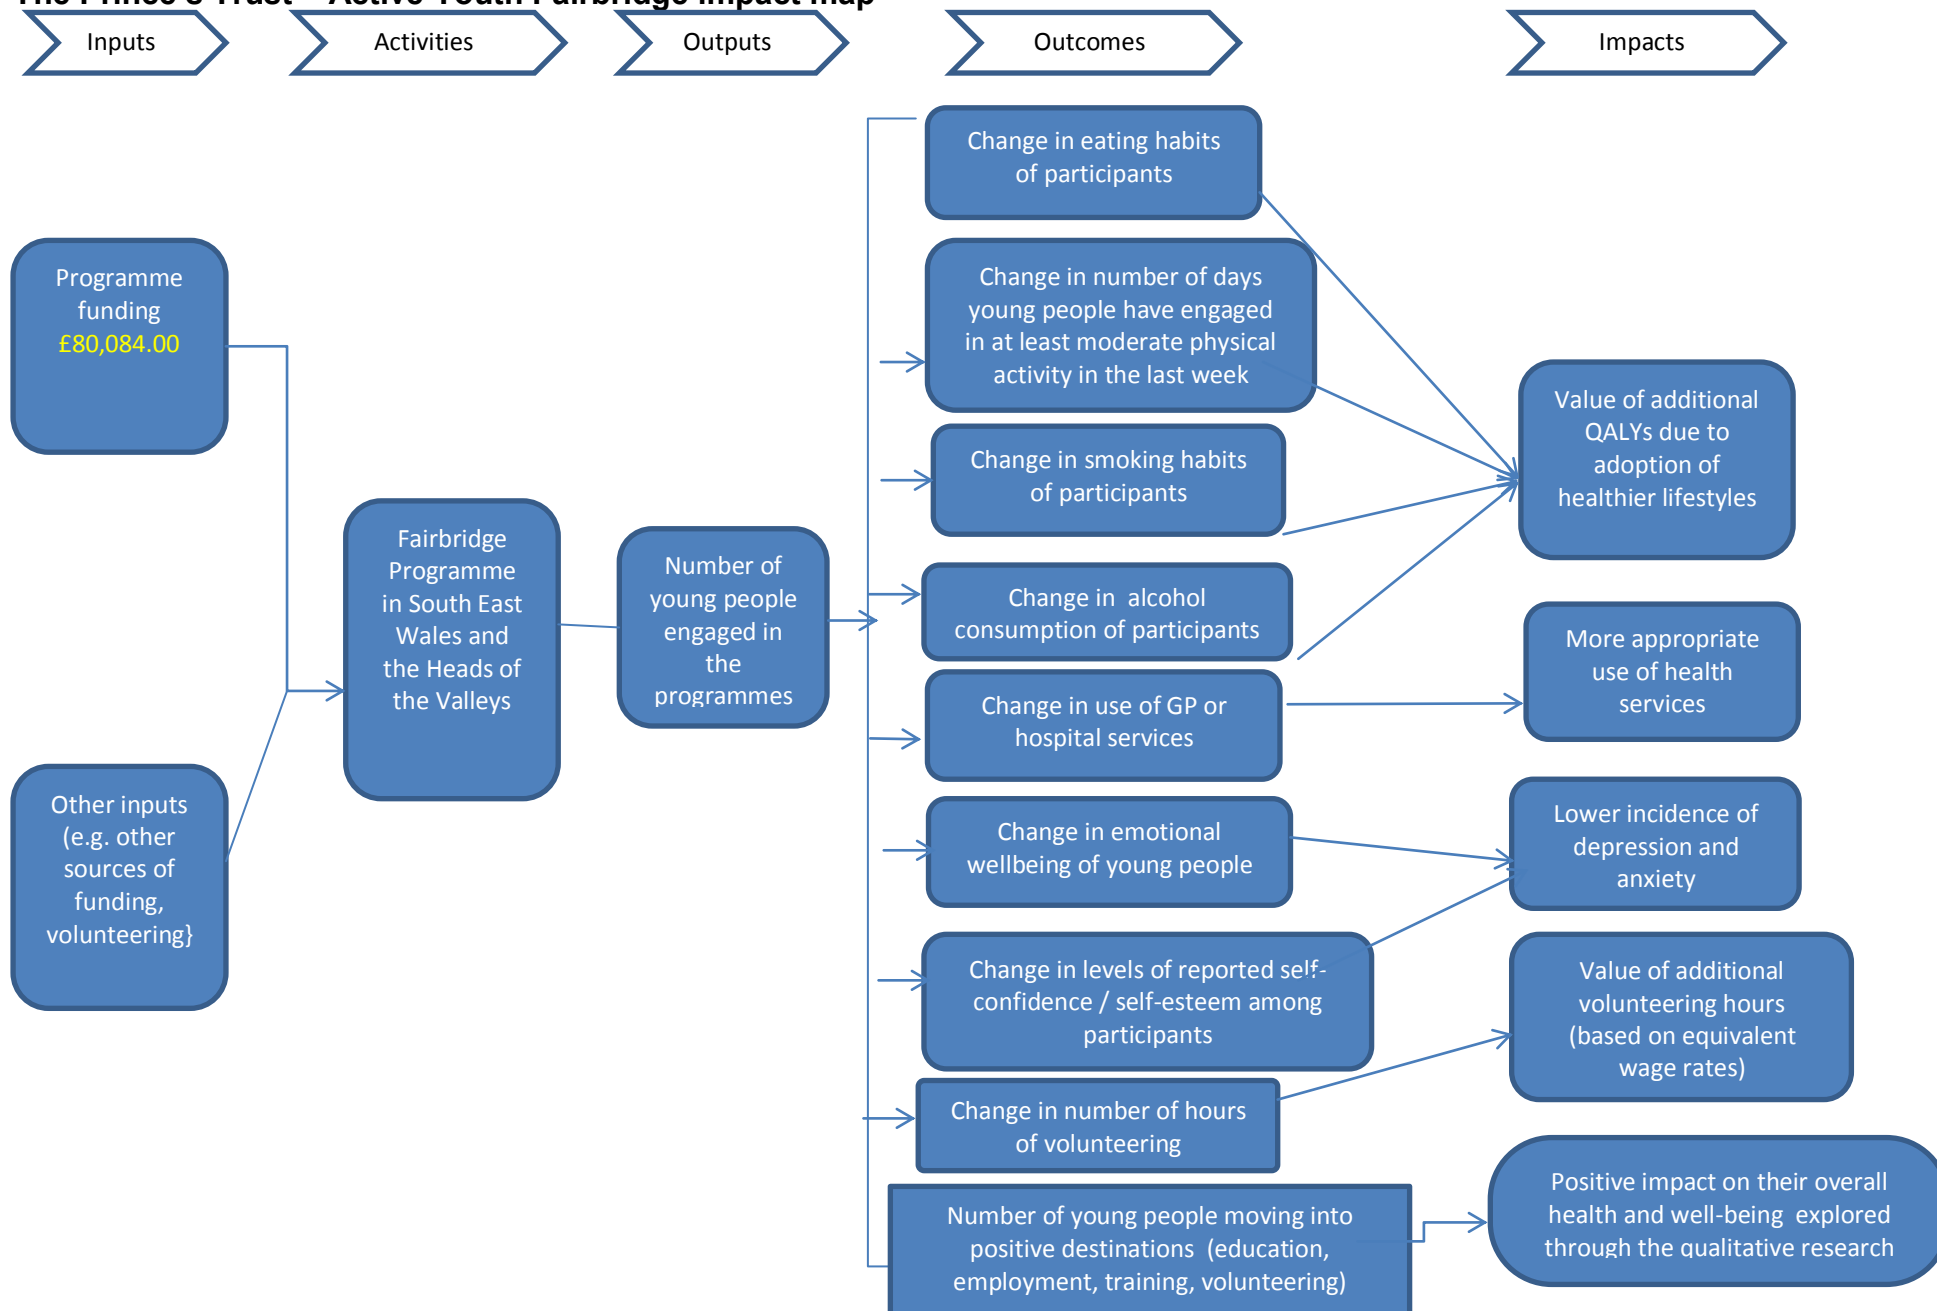 The Prince's Trust – Active Youth Fairbridge impact map
Inputs
Activities
Outputs
Outcomes
Impacts
Programme
funding
£80,084.00
Other inputs
(e.g. other
sources of
funding,
volunteering}
Fairbridge
Programme
in South East
Wales and
the Heads of
the Valleys
Number of
young people
engaged in
the
programmes
Change in eating habits
of participants
Change in number of days
young people have engaged
in at least moderate physical
activity in the last week
Change in smoking habits
of participants
Change in alcohol
consumption of participants
Change in use of GP or
hospital services
Change in emotional
wellbeing of young people
Change in levels of reported self-
confidence / self-esteem among
participants
Change in number of hours
of volunteering
Number of young people moving into
positive destinations (education,
employment, training, volunteering)
Value of additional
QALYs due to
adoption of
healthier lifestyles
More appropriate
use of health
services
Lower incidence of
depression and
anxiety
Value of additional
volunteering hours
(based on equivalent
wage rates)
Positive impact on their overall
health and well-being explored
through the qualitative research